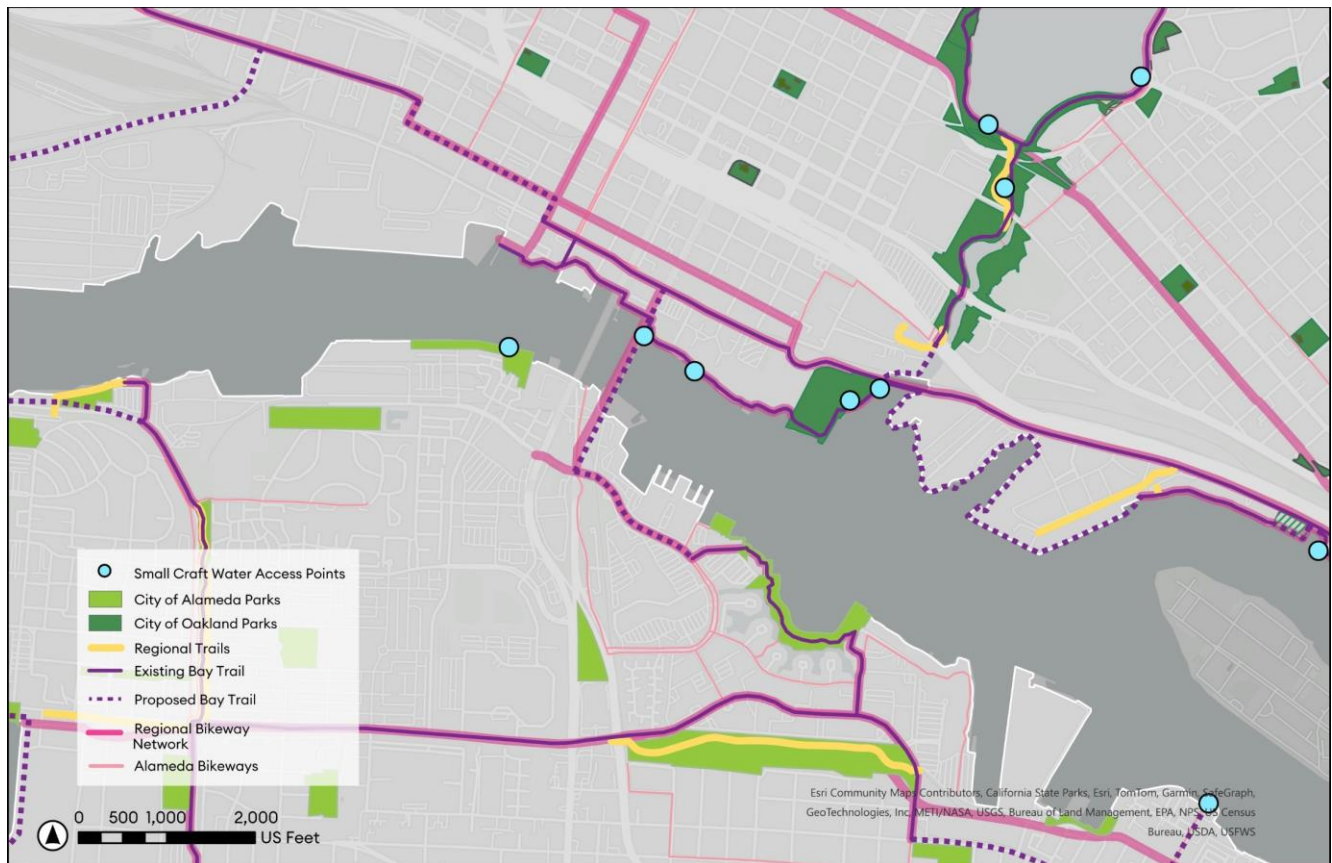 Small Craft Water Access Points
City of Alameda Parks
City of Oakland Parks
Regional Trails
Existing Bay Trail
Proposed Bay Trail
Regional Bikeway
Network
Alameda Bikeways
0 500 1,000 2,000
US Feet
Esri Community Maps Contributors, California State Parks, Esri, TomTom, Garmin, SafeGraph,
GeoTechnologies, Inc, METI/NASA, USGS, Bureau of Land Management, EPA, NPS, US Census
Bureau, USDA, USFWS